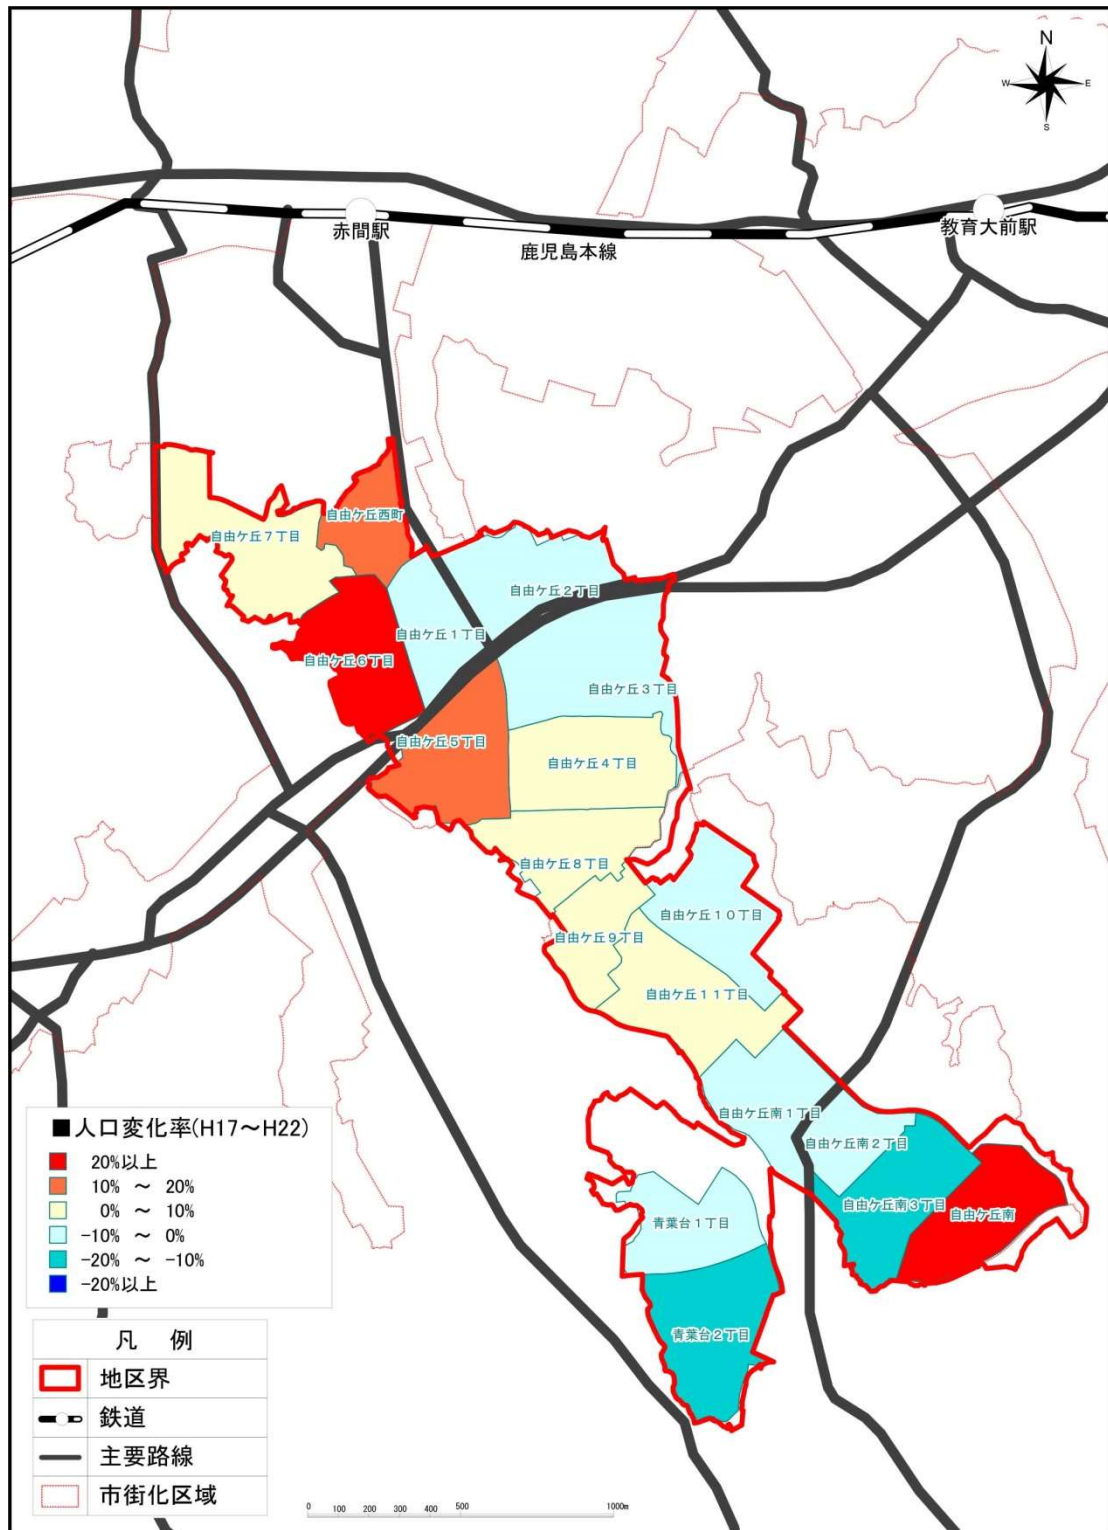 N
W
E
S
赤間駅
鹿児島本線
教育大前駅
自由ケ丘西町
自由ケ丘7丁目
自由ケ丘2丁目
自由ケ丘1丁目
自由ケ丘6丁目
自由ケ丘3丁目
自由ケ丘5丁目
自由ケ丘4丁目
自由ケ丘8丁目
自由ケ丘10丁目
自由ケ丘9丁目
自由ケ丘11丁目
自由ケ丘南1丁目
自由ケ丘南2丁目
自由ケ丘南3丁目
自由ケ丘南
青葉台1丁目
青葉台2丁目
■人口変化率(H17～H22)
20%以上
10% ～ 20%
0% ～ 10%
-10% ～ 0%
-20% ～ -10%
-20%以上
凡 例
地区界
鉄道
主要路線
市街化区域
0 100 200 300 400 500 1000m